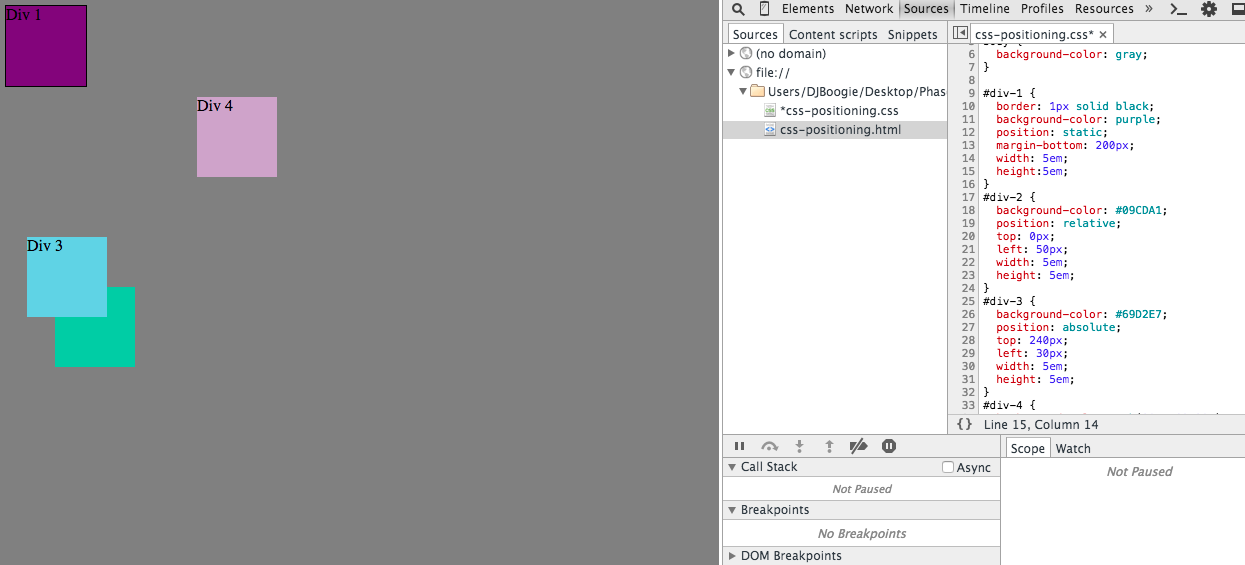 Div 1
Div 4
Div 3
Elements Network Sources Timeline Profiles Resources »
Sources Content scripts Snippets
(no domain)
file://
Users/DJBoogie/Desktop/Phas
*css-positioning.css
css-positioning.html
css-positioning.css* ×
6 background-color: gray;
7 }
8
9 #div-1 {
10 border: 1px solid black;
11 background-color: purple;
12 position: static;
13 margin-bottom: 200px;
14 width: 5em;
15 height:5em;
16 }
17 #div-2 {
18 background-color: #09CDA1;
19 position: relative;
20 top: 0px;
21 left: 50px;
22 width: 5em;
23 height: 5em;
24 }
25 #div-3 {
26 background-color: #69D2E7;
27 position: absolute;
28 top: 240px;
29 left: 30px;
30 width: 5em;
31 height: 5em;
32 }
33 #div-4 {
{} Line 15, Column 14
Call Stack Async
Not Paused
Breakpoints
No Breakpoints
DOM Breakpoints
Scope Watch
Not Paused